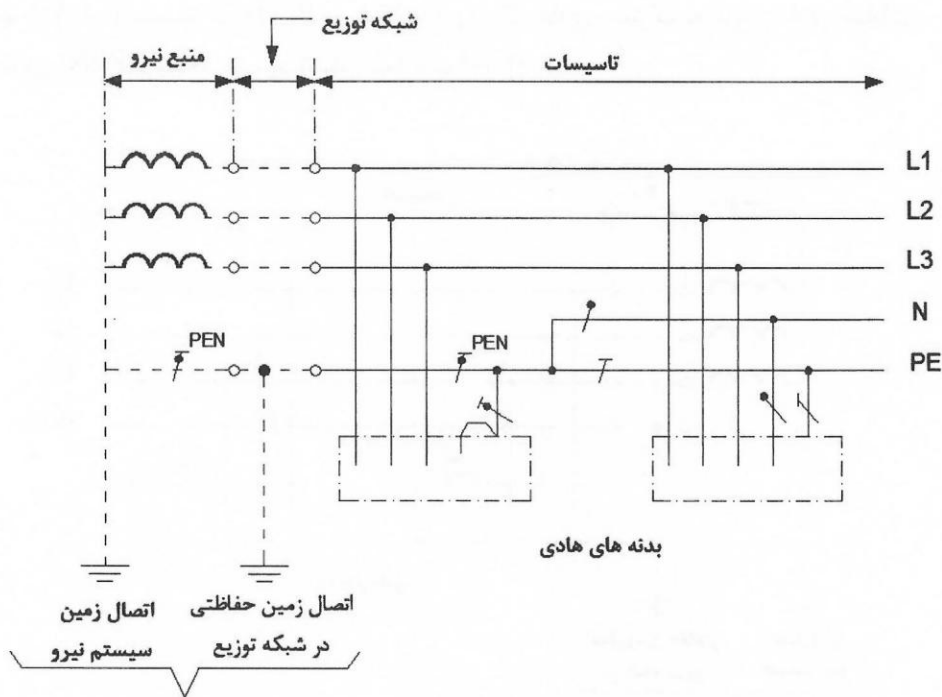 شبکه توزیع
منبع نیرو
تاسیسات
L1
L2
L3
N
PEN
PEN
PE
بدنه های هادی
اتصال زمین حفاظتی
در شبکه توزیع
اتصال زمین
سیستم نیرو